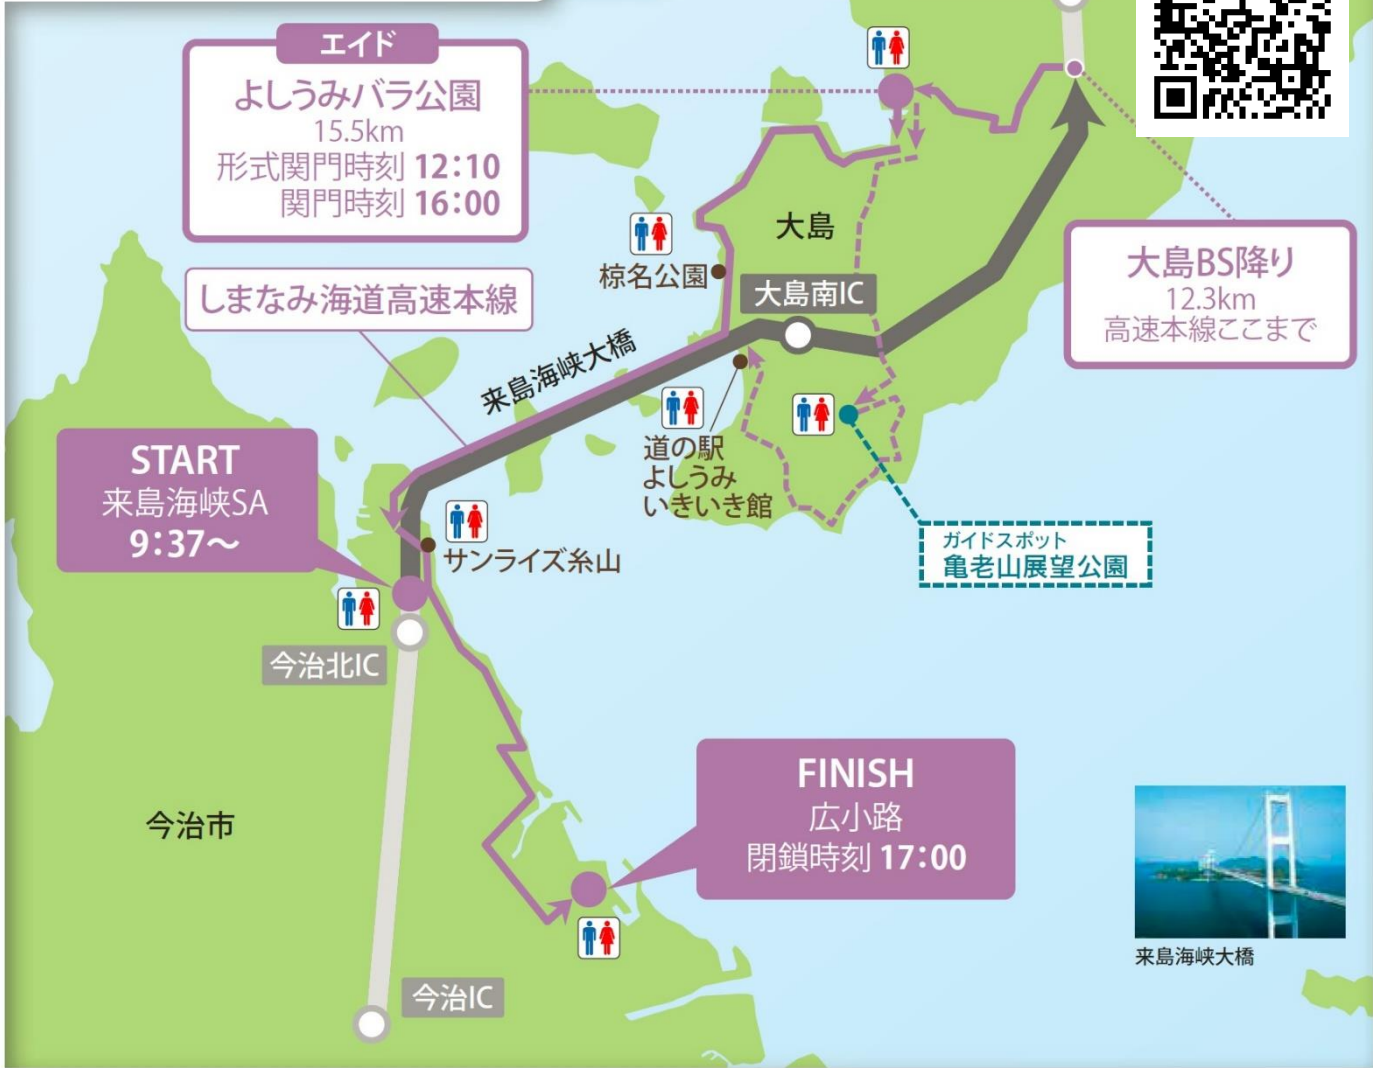 エイド
よしうみバラ公園
15.5km
形式関門時刻 12:10
関門時刻 16:00
しまなみ海道高速本線
大島
椋名公園
大島南IC
大島BS降り
12.3km
高速本線ここまで
来島海峡大橋
START
来島海峡SA
9:37～
道の駅
よしうみ
いきいき館
サンライズ糸山
ガイドスポット
亀老山展望公園
今治北IC
今治市
FINISH
広小路
閉鎖時刻 17:00
来島海峡大橋
今治IC